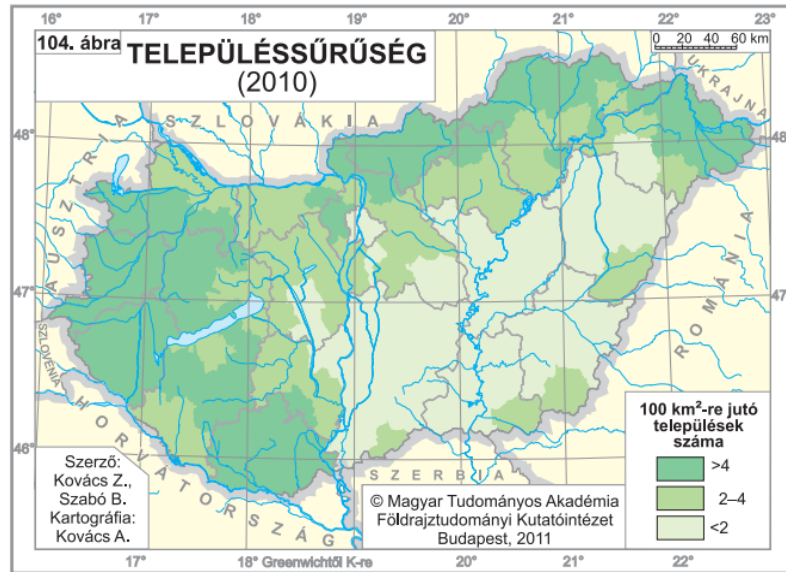 16° 17° 18° 19° 20° 21° 22° 23°
104. ábra
TELEPÜLÉSSŰRŰSÉG
(2010)
0 20 40 60 km
UKRAJNA
SZLOVÁKIA
AUSZTRIA
48° 48°
47° 47°
ROMÁNIA
SZLOVÉNIA
HORVÁTORSZÁG
46° 46°
SZERBIA
Szerző:
Kovács Z.,
Szabó B.
Kartográfia:
Kovács A.
© Magyar Tudományos Akadémia
Földrajztudományi Kutatóintézet
Budapest, 2011
100 km²-re jutó
települések
száma
>4
2–4
<2
17° 18° Greenwichtől K-re 19° 20° 21° 22°